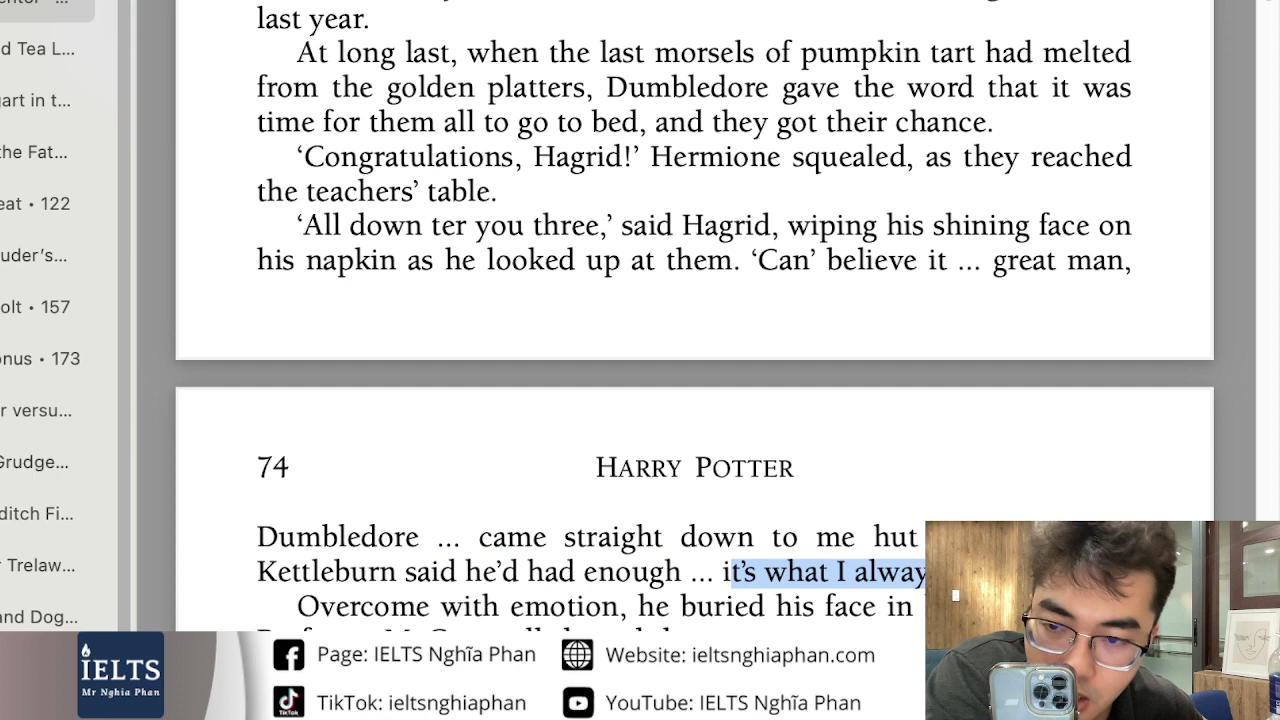 d Tea L...
art in t...
the Fat...
eat • 122
uder's...
olt • 157
onus • 173
r versu...
Grudge...
ditch Fi...
r Trelaw...
and Dog...
last year.
At long last, when the last morsels of pumpkin tart had melted
from the golden platters, Dumbledore gave the word that it was
time for them all to go to bed, and they got their chance.
‘Congratulations, Hagrid!’ Hermione squealed, as they reached
the teachers’ table.
‘All down ter you three,’ said Hagrid, wiping his shining face on
his napkin as he looked up at them. ‘Can’ believe it ... great man,
74 HARRY POTTER
Dumbledore ... came straight down to me hut
Kettleburn said he’d had enough ... it’s what I alway
Overcome with emotion, he buried his face in
IELTS
Mr Nghia Phan
Page: IELTS Nghĩa Phan
Website: ieltsnghiaphan.com
TikTok: ieltsnghiaphan
YouTube: IELTS Nghĩa Phan